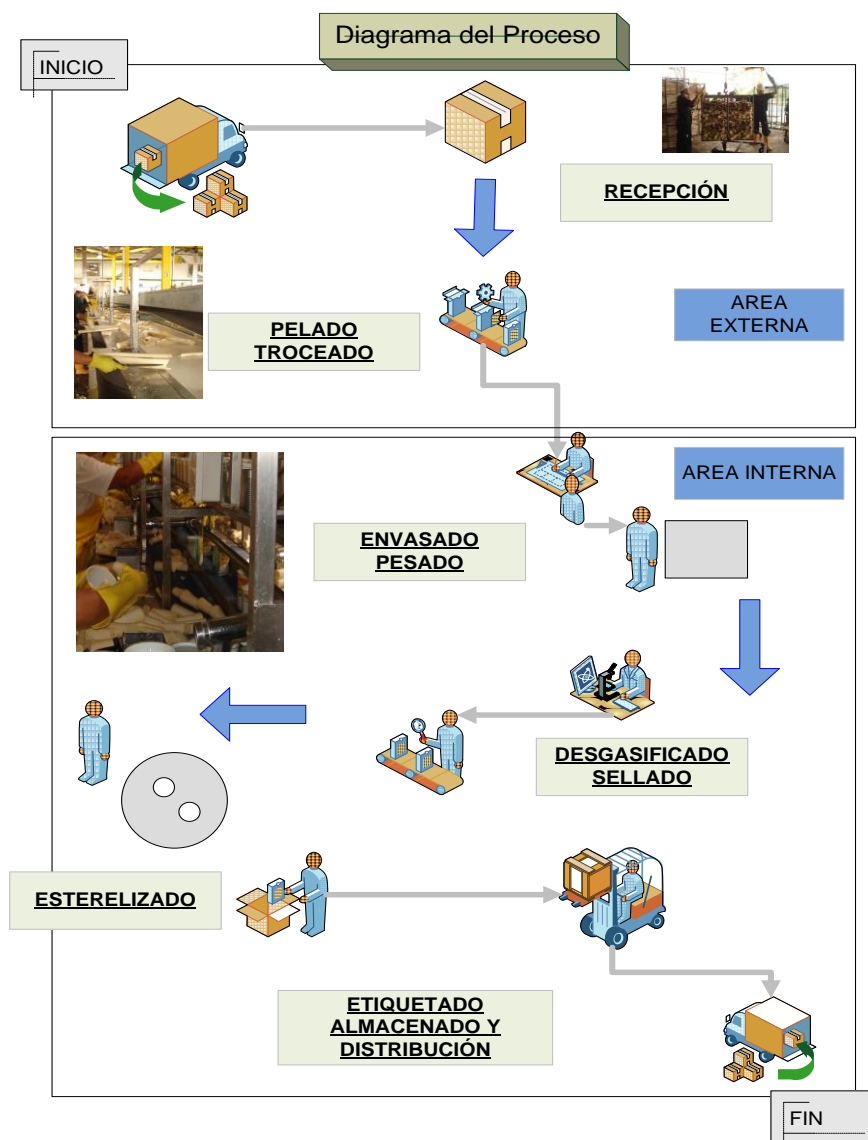 Diagrama del Proceso
INICIO
RECEPCIÓN
PELADO
TROCEADO
AREA
EXTERNA
AREA INTERNA
ENVASADO
PESADO
DESGASIFICADO
SELLADO
ESTERELIZADO
ETIQUETADO
ALMACENADO Y
DISTRIBUCIÓN
FIN